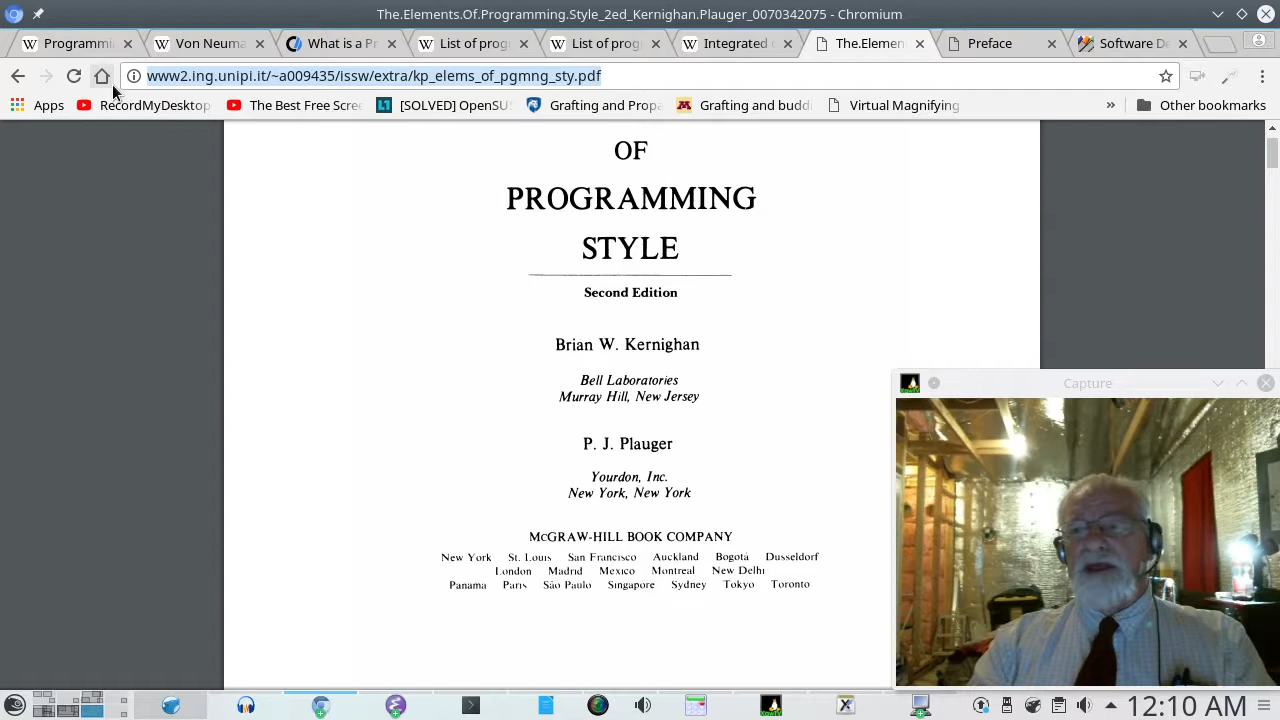 The.Elements.Of.Programming.Style_2ed_Kernighan.Plauger_0070342075 - Chromium
Programmi
Von Neuma
What is a Pr
List of prog
List of prog
Integrated
The.Elemen
Preface
Software De
www2.ing.unipi.it/~a009435/issw/extra/kp_elems_of_pgmng_sty.pdf
Apps
RecordMyDesktop
The Best Free Scre
[SOLVED] OpenSU
Grafting and Propa
Grafting and buddi
Virtual Magnifying
»
Other bookmarks
OF
PROGRAMMING
STYLE
Second Edition
Brian W. Kernighan
Bell Laboratories
Murray Hill, New Jersey
P. J. Plauger
Yourdon, Inc.
New York, New York
McGRAW-HILL BOOK COMPANY
New York St. Louis San Francisco Auckland Bogotá Dusseldorf
London Madrid Mexico Montreal New Delhi
Panama Paris São Paulo Singapore Sydney Tokyo Toronto
Capture
12:10 AM